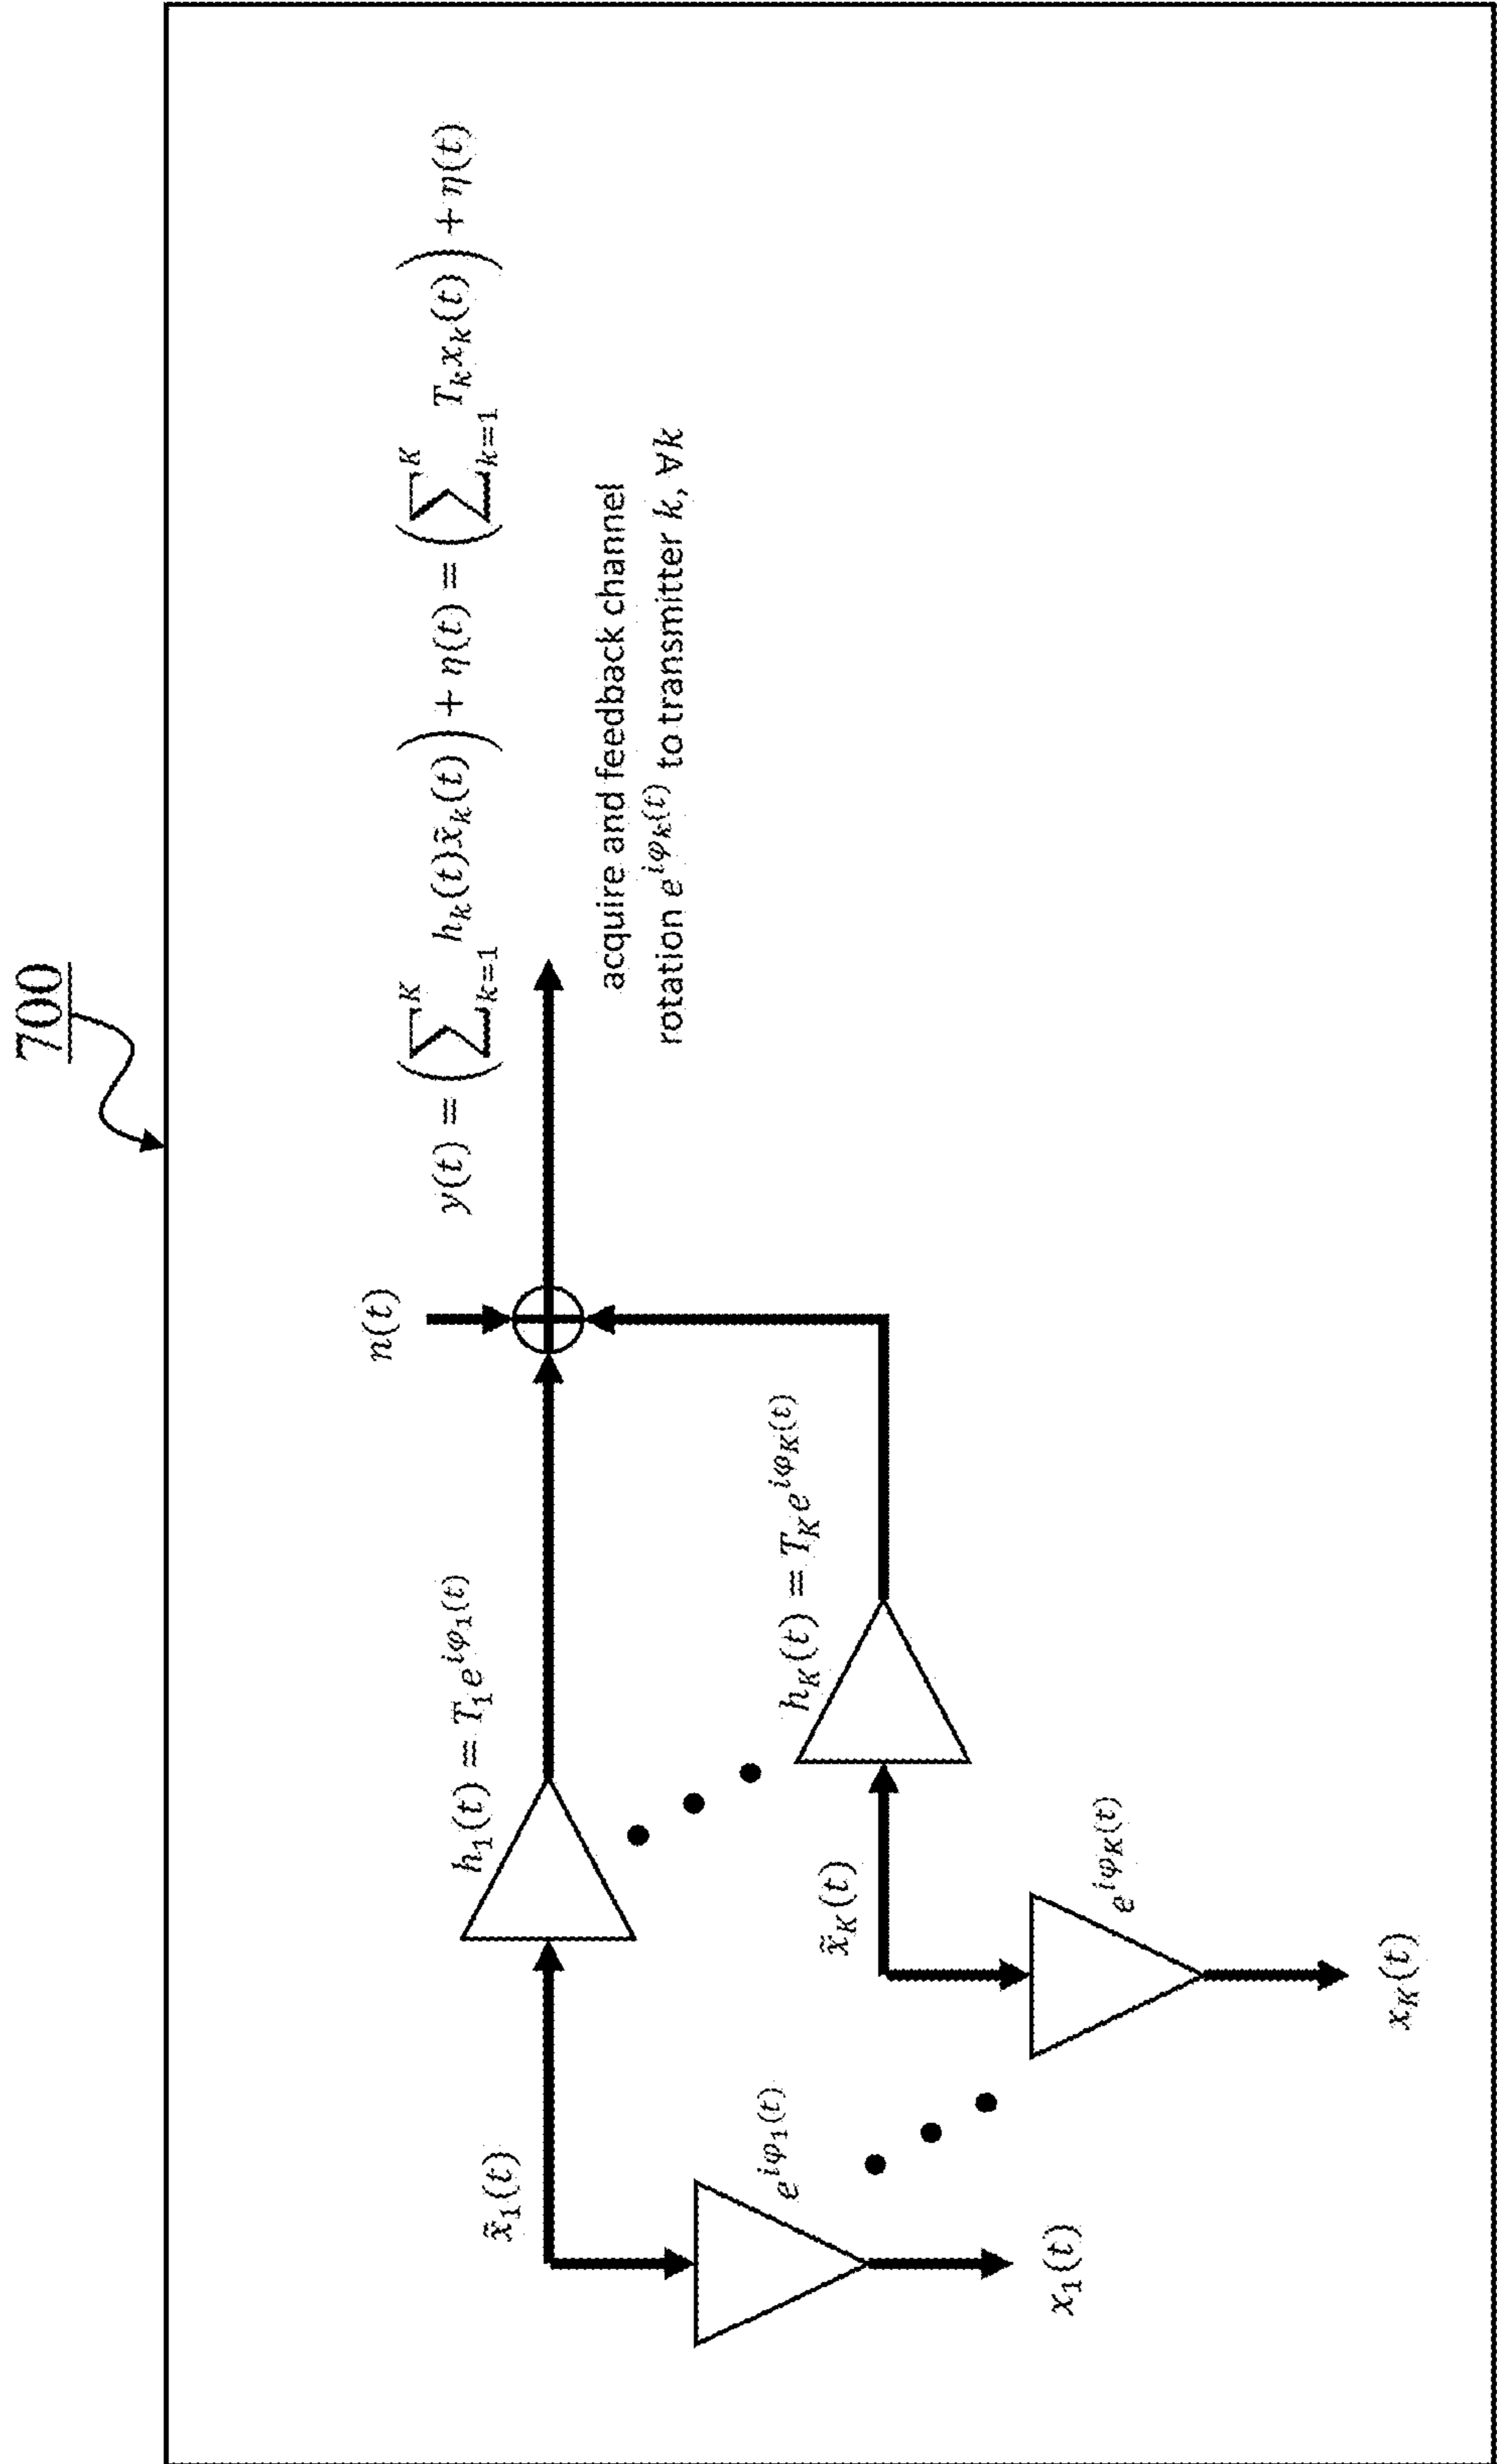 700
n(t)
y(t) = (∑_{k=1}^{K} h_k(t)x̃_k(t)) + η(t) = (∑_{k=1}^{K} T_k x_k(t)) + η(t)
acquire and feedback channel
rotation e^{iφ_k(t)} to transmitter k, ∀k
h_1(t) = T_1 e^{iφ_1(t)}
h_K(t) = T_K e^{iφ_K(t)}
x̃_1(t)
e^{iφ_1(t)}
x_1(t)
x̃_K(t)
e^{iφ_K(t)}
x_K(t)